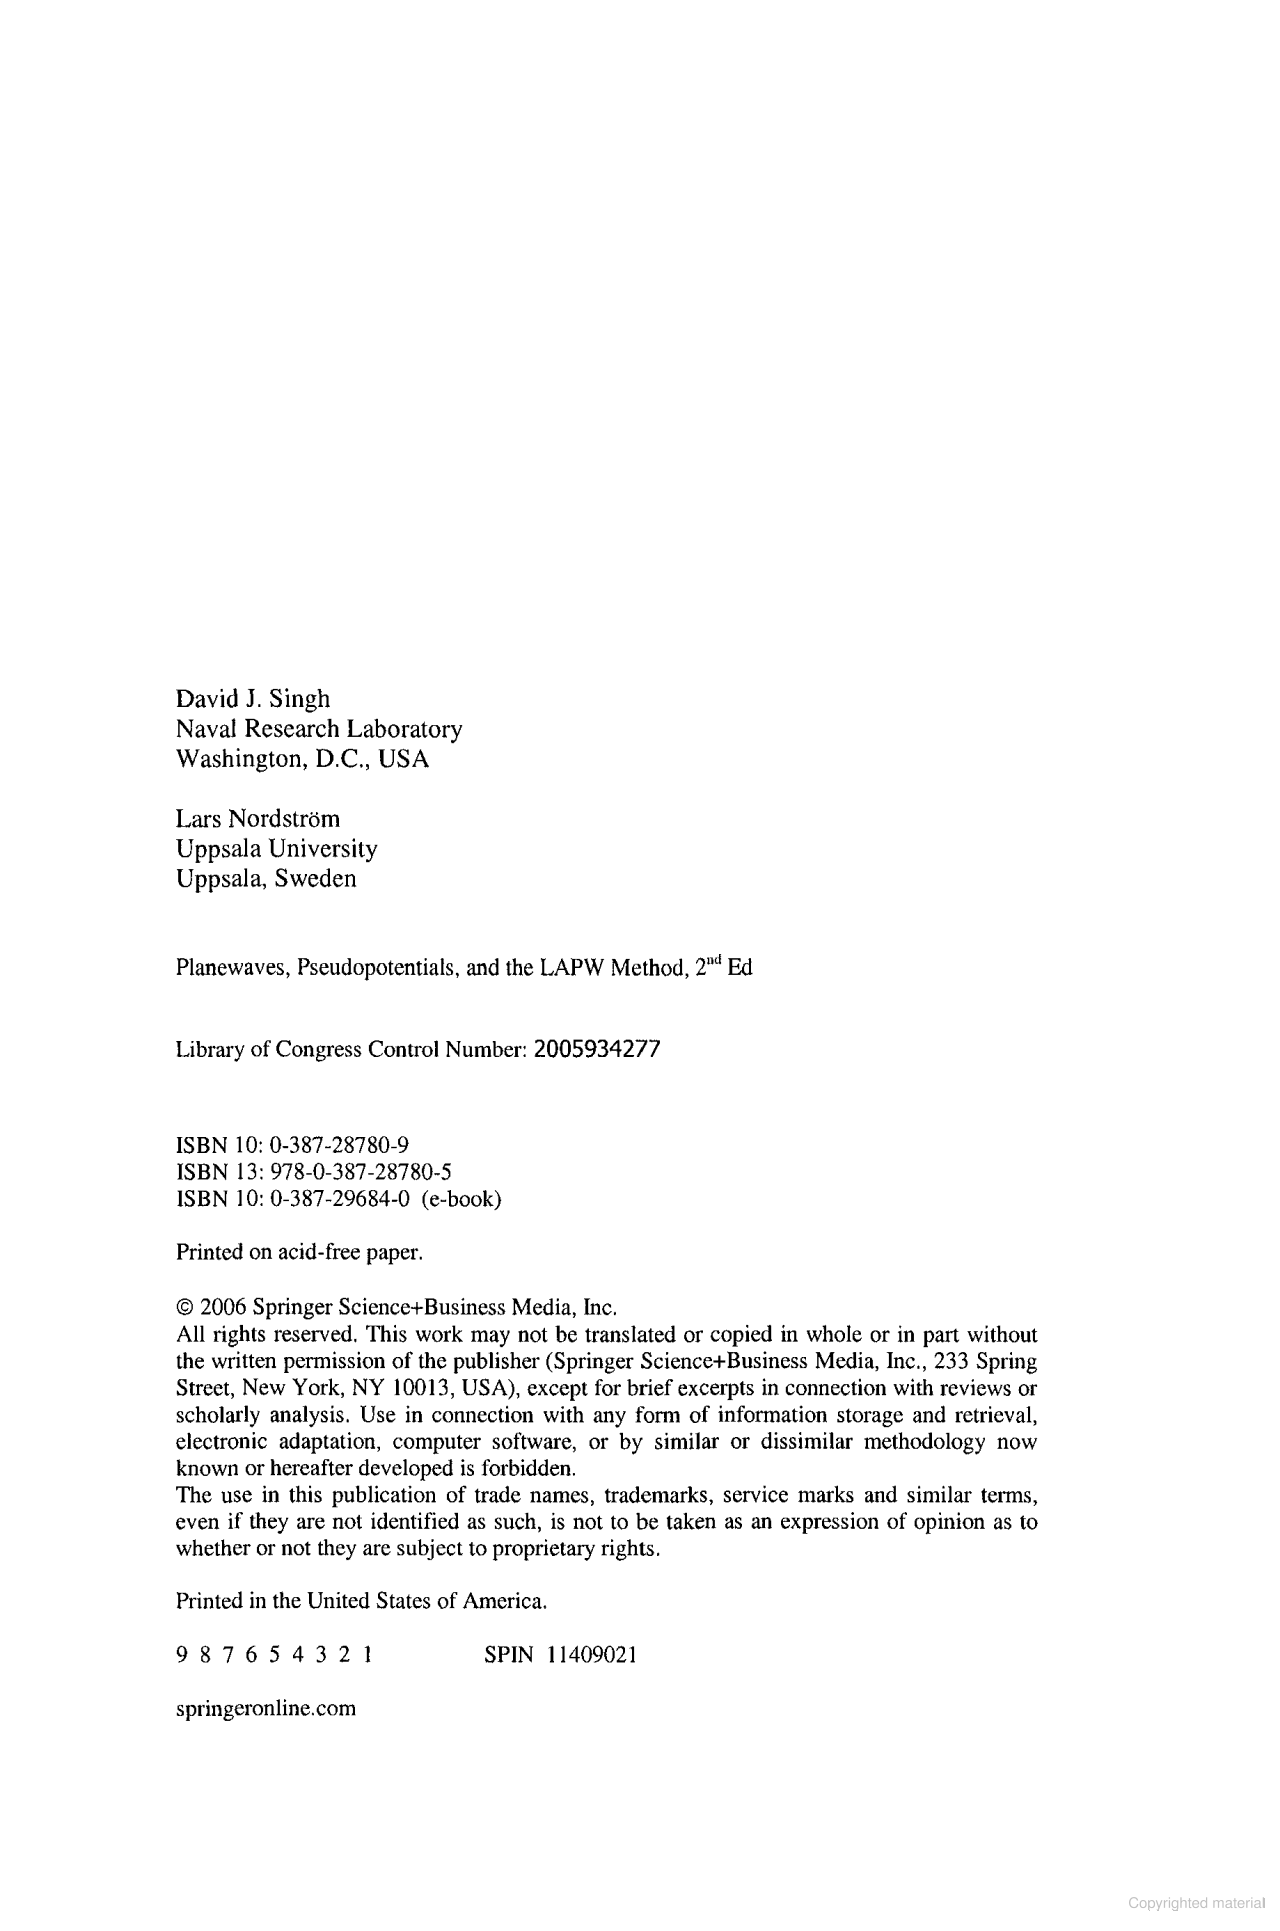 David J. Singh
Naval Research Laboratory
Washington, D.C., USA
Lars Nordström
Uppsala University
Uppsala, Sweden
Planewaves, Pseudopotentials, and the LAPW Method, 2nd Ed
Library of Congress Control Number: 2005934277
ISBN 10: 0-387-28780-9
ISBN 13: 978-0-387-28780-5
ISBN 10: 0-387-29684-0 (e-book)
Printed on acid-free paper.
© 2006 Springer Science+Business Media, Inc.
All rights reserved. This work may not be translated or copied in whole or in part without
the written permission of the publisher (Springer Science+Business Media, Inc., 233 Spring
Street, New York, NY 10013, USA), except for brief excerpts in connection with reviews or
scholarly analysis. Use in connection with any form of information storage and retrieval,
electronic adaptation, computer software, or by similar or dissimilar methodology now
known or hereafter developed is forbidden.
The use in this publication of trade names, trademarks, service marks and similar terms,
even if they are not identified as such, is not to be taken as an expression of opinion as to
whether or not they are subject to proprietary rights.
Printed in the United States of America.
9 8 7 6 5 4 3 2 1 SPIN 11409021
springeronline.com
Copyrighted material